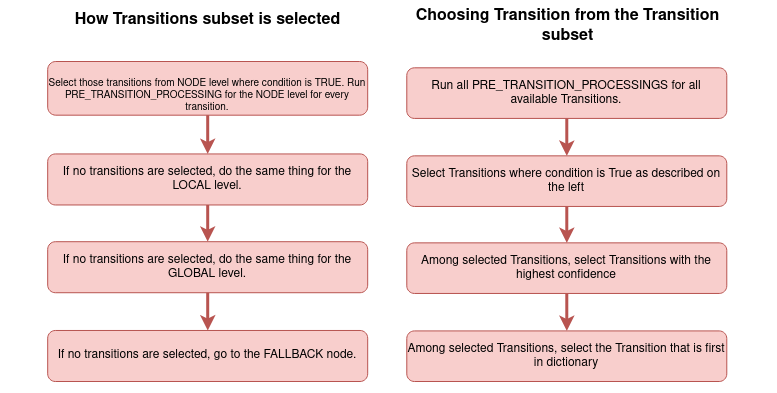 How Transitions subset is selected
Select those transitions from NODE level where condition is TRUE. Run
PRE_TRANSITION_PROCESSING for the NODE level for every
transition.
If no transitions are selected, do the same thing for the
LOCAL level.
If no transitions are selected, do the same thing for the
GLOBAL level.
If no transitions are selected, go to the FALLBACK node.
Choosing Transition from the Transition
subset
Run all PRE_TRANSITION_PROCESSINGS for all
available Transitions.
Select Transitions where condition is True as described on
the left
Among selected Transitions, select Transitions with the
highest confidence
Among selected Transitions, select the Transition that is first
in dictionary